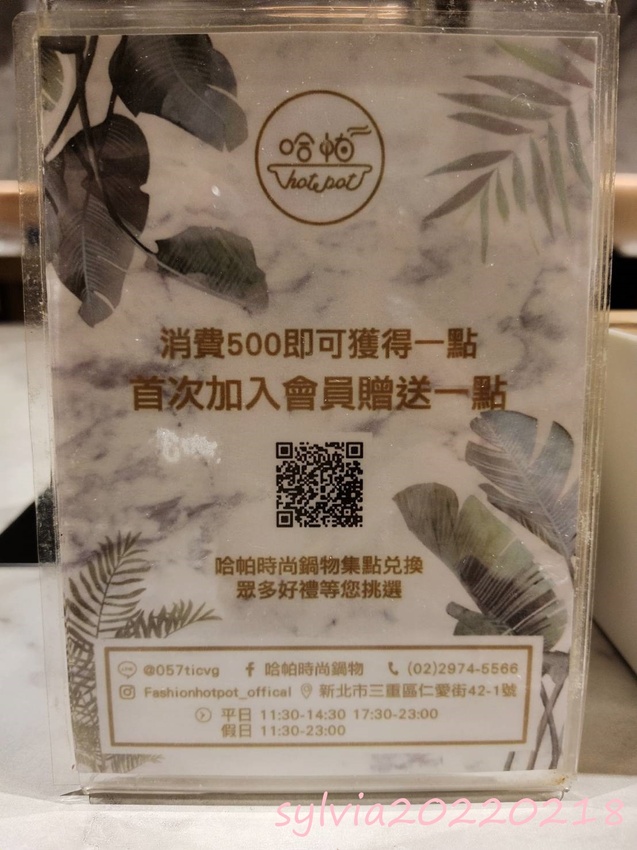 哈帕
hot pot
消費500即可獲得一點
首次加入會員贈送一點
哈帕時尚鍋物集點兌換
眾多好禮等您挑選
@057ticvg 哈帕時尚鍋物 (02)2974-5566
Fashionhotpot_offical 新北市三重區仁愛街42-1號
平日 11:30-14:30 17:30-23:00
假日 11:30-23:00
sylvia20220218